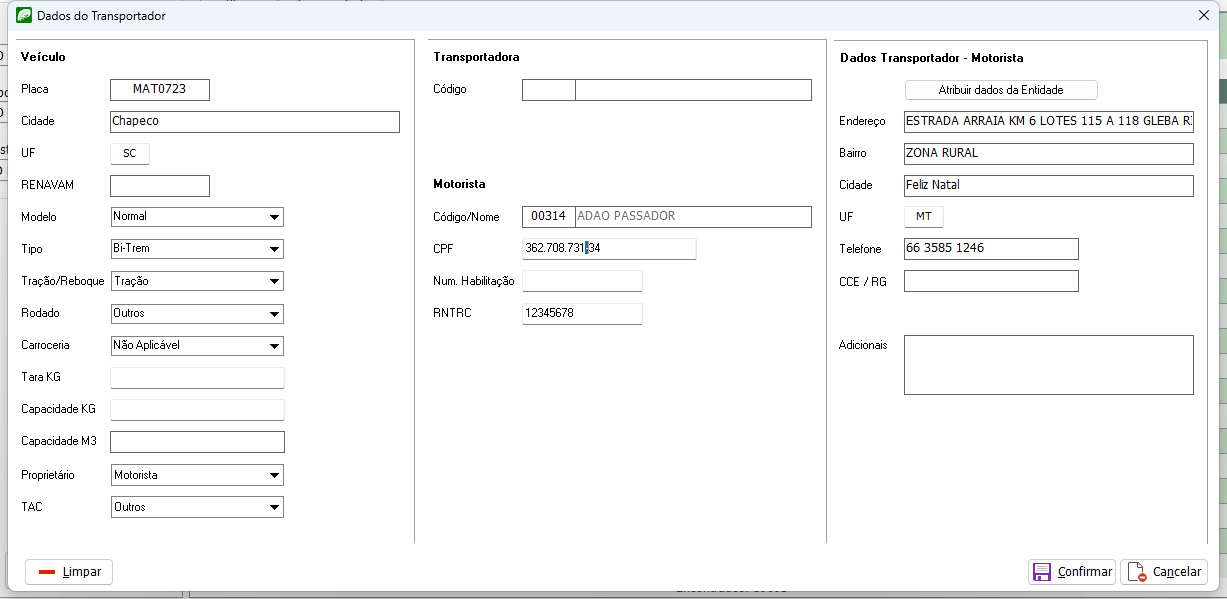 Dados do Transportador
Veículo
Placa MAT0723
Cidade Chapeco
UF SC
RENAVAM
Modelo Normal
Tipo Bi-Trem
Tração/Reboque Tração
Rodado Outros
Carroceria Não Aplicável
Tara KG
Capacidade KG
Capacidade M3
Proprietário Motorista
TAC Outros
Transportadora
Código
Motorista
Código/Nome 00314 ADAO PASSADOR
CPF 362.708.731-34
Num. Habilitação
RNTRC 12345678
Dados Transportador - Motorista
Atribuir dados da Entidade
Endereço ESTRADA ARRAIA KM 6 LOTES 115 A 118 GLEBA
Bairro ZONA RURAL
Cidade Feliz Natal
UF MT
Telefone 66 3585 1246
CCE / RG
Adicionais
Limpar
Confirmar
Cancelar